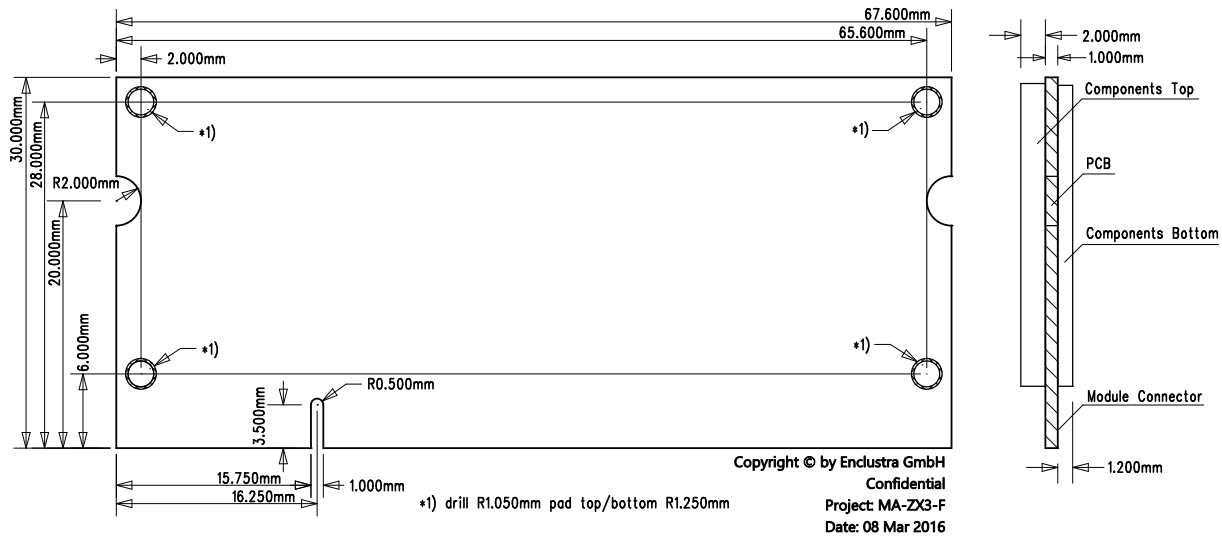 67.600mm
65.600mm
2.000mm
2.000mm
1.000mm
Components Top
*1)
*1)
30.000mm
28.000mm
R2.000mm
PCB
20.000mm
Components Bottom
*1)
*1)
6.000mm
R0.500mm
3.500mm
Module Connector
15.750mm
1.000mm
16.250mm
*1) drill R1.050mm pad top/bottom R1.250mm
1.200mm
Copyright © by Enclustra GmbH
Confidential
Project: MA-ZX3-F
Date: 08 Mar 2016